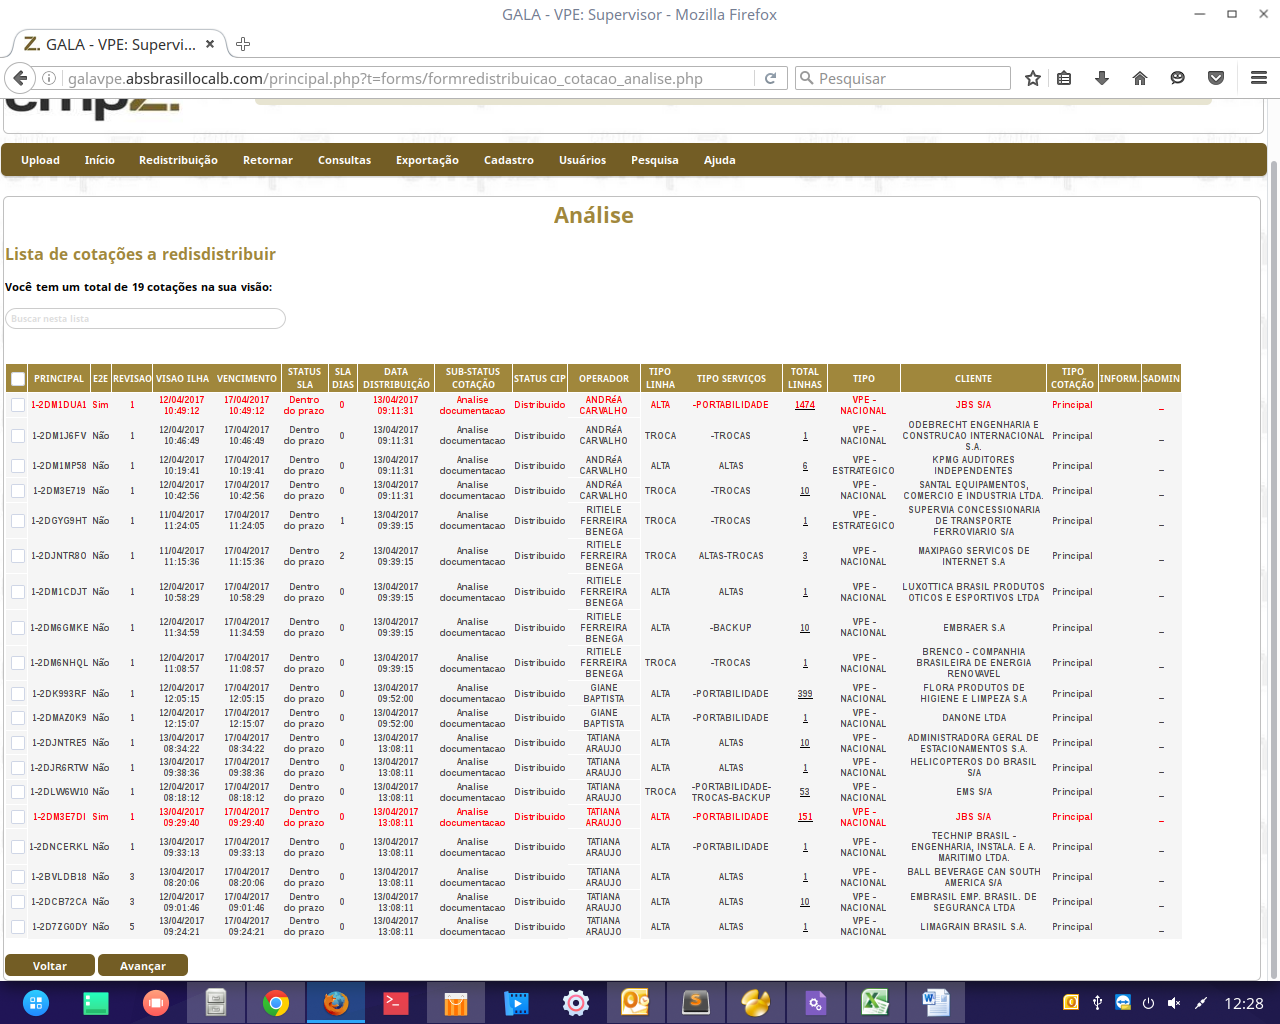 GALA - VPE: Supervisor - Mozilla Firefox
Z. GALA - VPE: Supervi...
galavpe.absbrasillocalb.com/principal.php?t=forms/formredistribuicao_cotacao_analise.php
Pesquisar
empz.
Upload Início Redistribuição Retornar Consultas Exportação Cadastro Usuários Pesquisa Ajuda
Análise
Lista de cotações a redisdistribuir
Você tem um total de 19 cotações na sua visão:
Buscar nesta lista
PRINCIPAL E2E REVISAO VISAO ILHA VENCIMENTO STATUS SLA SLA DIAS DATA DISTRIBUIÇÃO SUB-STATUS COTAÇÃO STATUS CIP OPERADOR TIPO LINHA TIPO SERVIÇOS TOTAL LINHAS TIPO CLIENTE TIPO COTAÇÃO INFORM. SADMIN
1-2DM1DUA1 Sim 1 12/04/2017 10:49:12 17/04/2017 10:49:12 Dentro do prazo 0 13/04/2017 09:11:31 Analise documentacao Distribuido ANDRéA CARVALHO ALTA -PORTABILIDADE 1474 VPE - NACIONAL JBS S/A Principal _
1-2DM1J6FV Não 1 12/04/2017 10:46:49 17/04/2017 10:46:49 Dentro do prazo 0 13/04/2017 09:11:31 Analise documentacao Distribuido ANDRéA CARVALHO TROCA -TROCAS 1 VPE - NACIONAL ODEBRECHT ENGENHARIA E CONSTRUCAO INTERNACIONAL S.A. Principal _
1-2DM1MP58 Não 1 12/04/2017 10:19:41 17/04/2017 10:19:41 Dentro do prazo 0 13/04/2017 09:11:31 Analise documentacao Distribuido ANDRéA CARVALHO ALTA ALTAS 6 VPE - ESTRATEGICO KPMG AUDITORES INDEPENDENTES Principal _
1-2DM3E719 Não 1 12/04/2017 10:42:56 17/04/2017 10:42:56 Dentro do prazo 0 13/04/2017 09:11:31 Analise documentacao Distribuido ANDRéA CARVALHO TROCA -TROCAS 10 VPE - NACIONAL SANTAL EQUIPAMENTOS, COMERCIO E INDUSTRIA LTDA. Principal _
1-2DGYG9HT Não 1 11/04/2017 11:24:05 17/04/2017 11:24:05 Dentro do prazo 1 13/04/2017 09:39:15 Analise documentacao Distribuido RITIELE FERREIRA BENEGA TROCA -TROCAS 1 VPE - ESTRATEGICO SUPERVIA CONCESSIONARIA DE TRANSPORTE FERROVIARIO S/A Principal _
1-2DJNTR8O Não 1 11/04/2017 11:15:36 17/04/2017 11:15:36 Dentro do prazo 2 13/04/2017 09:39:15 Analise documentacao Distribuido RITIELE FERREIRA BENEGA TROCA ALTAS-TROCAS 3 VPE - NACIONAL MAXIPAGO SERVICOS DE INTERNET S.A Principal _
1-2DM1CDJT Não 1 12/04/2017 10:58:29 17/04/2017 10:58:29 Dentro do prazo 0 13/04/2017 09:39:15 Analise documentacao Distribuido RITIELE FERREIRA BENEGA ALTA ALTAS 1 VPE - NACIONAL LUXOTTICA BRASIL PRODUTOS OTICOS E ESPORTIVOS LTDA Principal _
1-2DM6GMKE Não 1 12/04/2017 11:34:59 17/04/2017 11:34:59 Dentro do prazo 0 13/04/2017 09:39:15 Analise documentacao Distribuido RITIELE FERREIRA BENEGA ALTA -BACKUP 10 VPE - NACIONAL EMBRAER S.A Principal _
1-2DM6NHQL Não 1 12/04/2017 11:08:57 17/04/2017 11:08:57 Dentro do prazo 0 13/04/2017 09:39:15 Analise documentacao Distribuido RITIELE FERREIRA BENEGA TROCA -TROCAS 1 VPE - NACIONAL BRENCO - COMPANHIA BRASILEIRA DE ENERGIA RENOVAVEL Principal _
1-2DK993RF Não 1 12/04/2017 12:05:15 17/04/2017 12:05:15 Dentro do prazo 0 13/04/2017 09:52:00 Analise documentacao Distribuido GIANE BAPTISTA ALTA -PORTABILIDADE 399 VPE - NACIONAL FLORA PRODUTOS DE HIGIENE E LIMPEZA S.A Principal _
1-2DMAZ0K9 Não 1 12/04/2017 12:15:07 17/04/2017 12:15:07 Dentro do prazo 0 13/04/2017 09:52:00 Analise documentacao Distribuido GIANE BAPTISTA ALTA -PORTABILIDADE 1 VPE - NACIONAL DANONE LTDA Principal _
1-2DJNTRE5 Não 1 13/04/2017 08:34:22 17/04/2017 08:34:22 Dentro do prazo 0 13/04/2017 13:08:11 Analise documentacao Distribuido TATIANA ARAUJO ALTA ALTAS 10 VPE - NACIONAL ADMINISTRADORA GERAL DE ESTACIONAMENTOS S.A. Principal _
1-2DJR6RTW Não 1 13/04/2017 09:38:36 17/04/2017 09:38:36 Dentro do prazo 0 13/04/2017 13:08:11 Analise documentacao Distribuido TATIANA ARAUJO ALTA ALTAS 1 VPE - NACIONAL HELICOPTEROS DO BRASIL S/A Principal _
1-2DLW6W10 Não 1 12/04/2017 08:18:12 17/04/2017 08:18:12 Dentro do prazo 0 13/04/2017 13:08:11 Analise documentacao Distribuido TATIANA ARAUJO TROCA -PORTABILIDADE-TROCAS-BACKUP 53 VPE - NACIONAL EMS S/A Principal _
1-2DM3E7DI Sim 1 13/04/2017 09:29:40 17/04/2017 09:29:40 Dentro do prazo 0 13/04/2017 13:08:11 Analise documentacao Distribuido TATIANA ARAUJO ALTA -PORTABILIDADE 151 VPE - NACIONAL JBS S/A Principal _
1-2DNCERKL Não 1 13/04/2017 09:33:13 17/04/2017 09:33:13 Dentro do prazo 0 13/04/2017 13:08:11 Analise documentacao Distribuido TATIANA ARAUJO ALTA -PORTABILIDADE 1 VPE - NACIONAL TECHNIP BRASIL - ENGENHARIA, INSTALA. E A. MARITIMO LTDA. Principal _
1-2BVLDB18 Não 3 13/04/2017 08:20:06 17/04/2017 08:20:06 Dentro do prazo 0 13/04/2017 13:08:11 Analise documentacao Distribuido TATIANA ARAUJO ALTA ALTAS 1 VPE - NACIONAL BALL BEVERAGE CAN SOUTH AMERICA S/A Principal _
1-2DCB72CA Não 3 12/04/2017 09:01:46 17/04/2017 09:01:46 Dentro do prazo 0 13/04/2017 13:08:11 Analise documentacao Distribuido TATIANA ARAUJO ALTA ALTAS 10 VPE - NACIONAL EMBRASIL EMP. BRASIL. DE SEGURANCA LTDA Principal _
1-2D7ZG0DY Não 5 13/04/2017 09:24:21 17/04/2017 09:24:21 Dentro do prazo 0 13/04/2017 13:08:11 Analise documentacao Distribuido TATIANA ARAUJO ALTA ALTAS 1 VPE - NACIONAL LIMAGRAIN BRASIL S.A. Principal _
Voltar Avançar
12:28